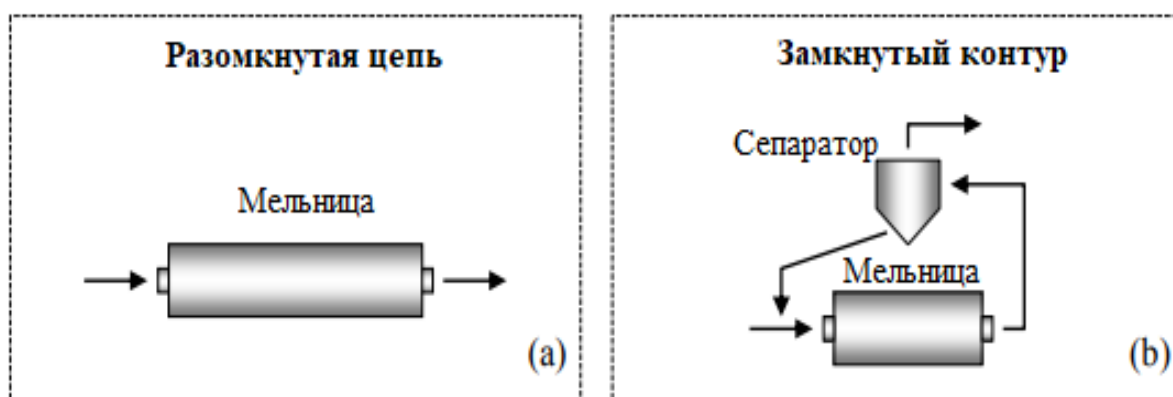 Разомкнутая цепь
Мельница
(a)
Замкнутый контур
Сепаратор
Мельница
(b)